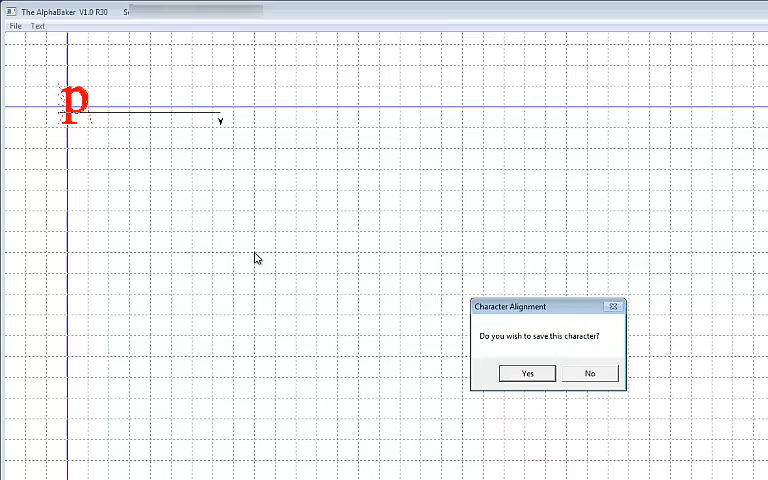 The AlphaBaker V1.0 R30
File Text
p
Y
Character Alignment
Do you wish to save this character?
Yes No